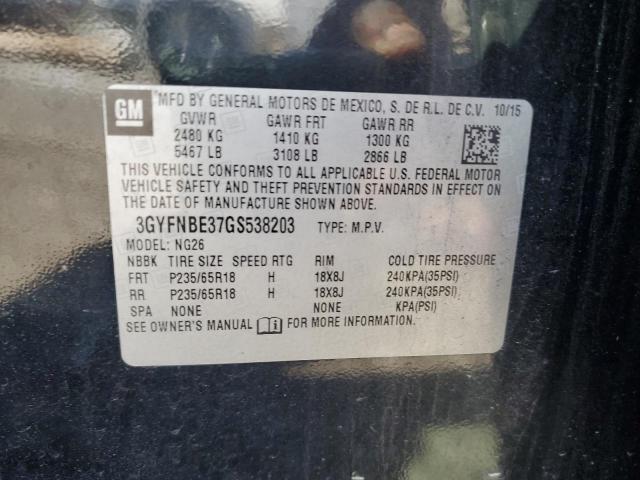 GM MFD BY GENERAL MOTORS DE MEXICO, S. DE R.L. DE C.V. 10/15
GVWR GAWR FRT GAWR RR
2480 KG 1410 KG 1300 KG
5467 LB 3108 LB 2866 LB
THIS VEHICLE CONFORMS TO ALL APPLICABLE U.S. FEDERAL MOTOR
VEHICLE SAFETY AND THEFT PREVENTION STANDARDS IN EFFECT ON
THE DATE OF MANUFACTURE SHOWN ABOVE.
3GYFNBE37GS538203 TYPE: M.P.V.
MODEL: NG26
NBBK TIRE SIZE SPEED RTG RIM COLD TIRE PRESSURE
FRT P235/65R18 H 18X8J 240KPA(35PSI)
RR P235/65R18 H 18X8J 240KPA(35PSI)
SPA NONE NONE KPA(PSI)
SEE OWNER'S MANUAL FOR MORE INFORMATION.